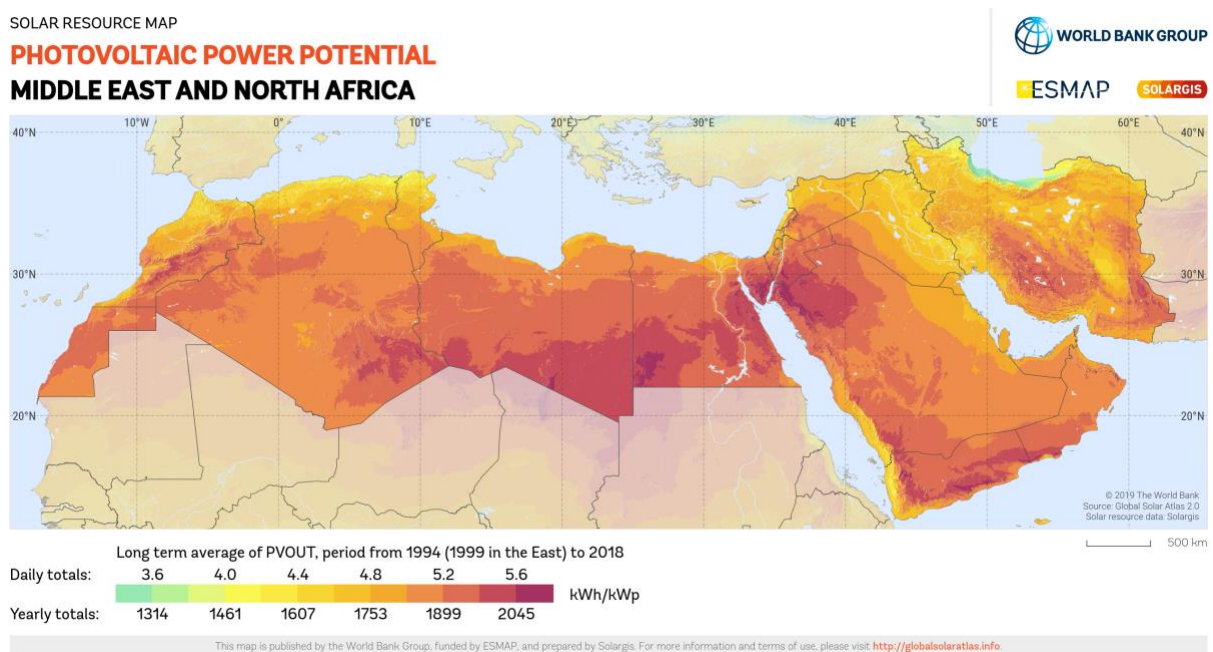 SOLAR RESOURCE MAP
PHOTOVOLTAIC POWER POTENTIAL
MIDDLE EAST AND NORTH AFRICA
WORLD BANK GROUP
ESMAP
SOLARGIS
10°W 0° 10°E 20°E 30°E 40°E 50°E 60°E
40°N 40°N
30°N 30°N
20°N 20°N
© 2019 The World Bank
Source: Global Solar Atlas 2.0
Solar resource data: Solargis
500 km
Long term average of PVOUT, period from 1994 (1999 in the East) to 2018
Daily totals: 3.6 4.0 4.4 4.8 5.2 5.6
kWh/kWp
Yearly totals: 1314 1461 1607 1753 1899 2045
This map is published by the World Bank Group, funded by ESMAP, and prepared by Solargis. For more information and terms of use, please visit http://globalsolaratlas.info.